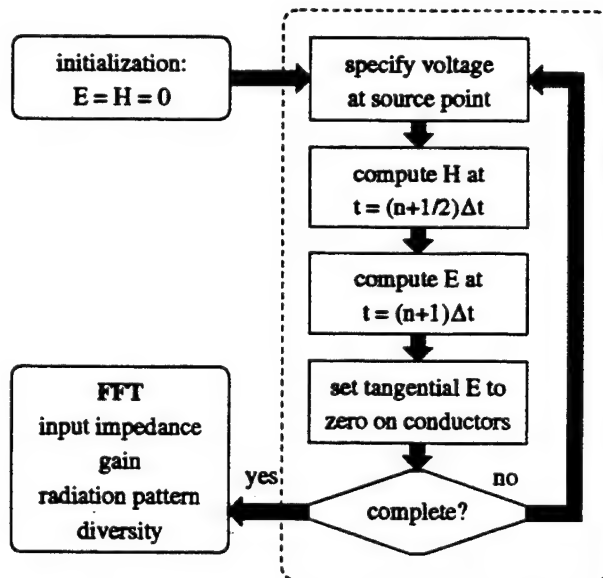 initialization:
E = H = 0
specify voltage
at source point
compute H at
t = (n+1/2)Δt
compute E at
t = (n+1)Δt
set tangential E to
zero on conductors
complete?
yes
no
FFT
input impedance
gain
radiation pattern
diversity